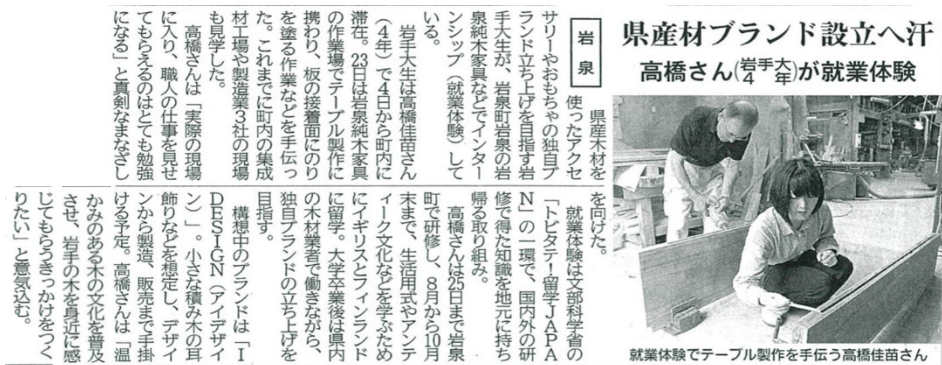 県産材ブランド設立へ汗
高橋さん(岩手大4年)が就業体験
岩泉
県産木材を
使ったアクセ
サリーやおもちゃの独自ブ
ランド立ち上げを目指す岩
手大生が、岩泉町岩泉の岩
泉純木家具などでインター
ンシップ(就業体験)して
いる。
岩手大生は高橋佳苗さん
(4年)で4日から町内に
滞在。23日は岩泉純木家具
の作業場でテーブル製作に
携わり、板の接着面にのり
を塗る作業などを手伝っ
た。これまでに町内の集成
材工場や製造業3社の現場
も見学した。
高橋さんは「実際の現場
に入り、職人の仕事を見せ
てもらえるのはとても勉強
になる」と真剣なまなざし
を向けた。
就業体験は文部科学省の
「トビタテ!留学JAPA
N」の一環で、国内外の研
修で得た知識を地元に持ち
帰る取り組み。
高橋さんは25日まで岩泉
町で研修し、8月から10月
末まで、生活用式やアンテ
ィーク文化などを学ぶため
にイギリスとフィンランド
に留学。大学卒業後は県内
の木材業者で働きながら、
独自ブランドの立ち上げを
目指す。
構想中のブランドは「I
DESIGN(アイデザイ
ン)」。小さな積み木の耳
飾りなどを想定し、デザイ
ンから製造、販売まで手掛
ける予定。高橋さんは「温
かみのある木の文化を普及
させ、岩手の木を身近に感
じてもらうきっかけをつく
りたい」と意気込む。
就業体験でテーブル製作を手伝う高橋佳苗さん